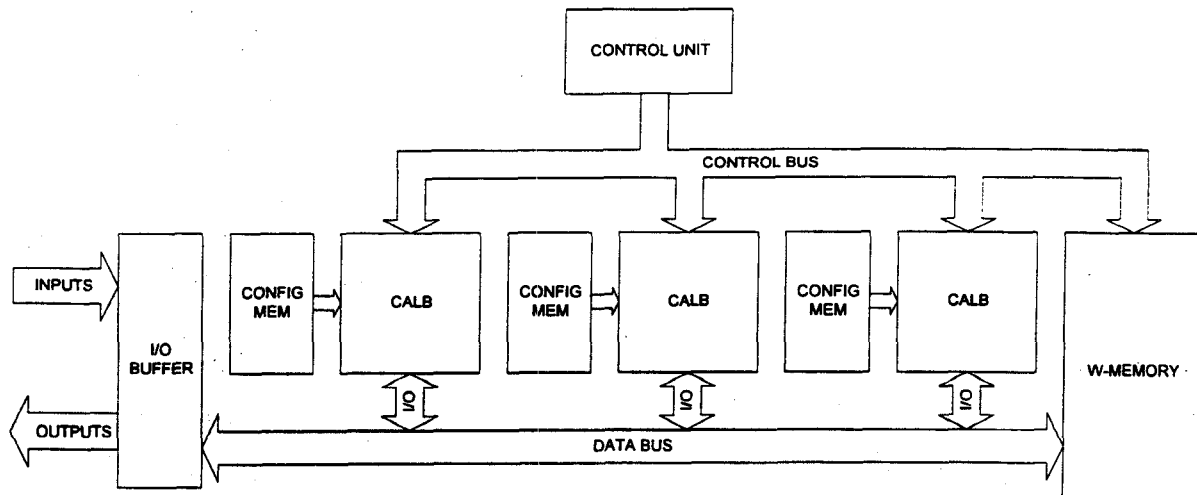 CONTROL UNIT
CONTROL BUS
INPUTS
I/O
BUFFER
OUTPUTS
CONFIG
MEM
CALB
CONFIG
MEM
CALB
CONFIG
MEM
CALB
W-MEMORY
I/O
I/O
I/O
DATA BUS